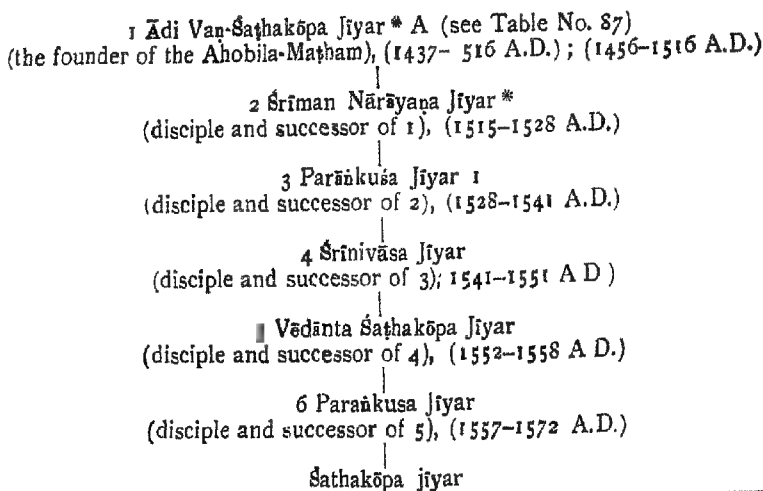 1 Ādi Vaṇ-Śaṭhakōpa Jīyar * A (see Table No. 87)
(the founder of the Ahobila-Maṭham), (1437– 516 A.D.) ; (1456–1516 A.D.)
2 Śrīman Nārāyaṇa Jīyar *
(disciple and successor of 1), (1515–1528 A.D.)
3 Parāṅkuśa Jīyar 1
(disciple and successor of 2), (1528–1541 A.D.)
4 Śrīnivāsa Jīyar
(disciple and successor of 3); 1541–1551 A D )
Vēdānta Śaṭhakōpa Jīyar
(disciple and successor of 4), (1552–1558 A D.)
6 Paraṅkusa Jīyar
(disciple and successor of 5), (1557–1572 A.D.)
Śathakōpa jīyar